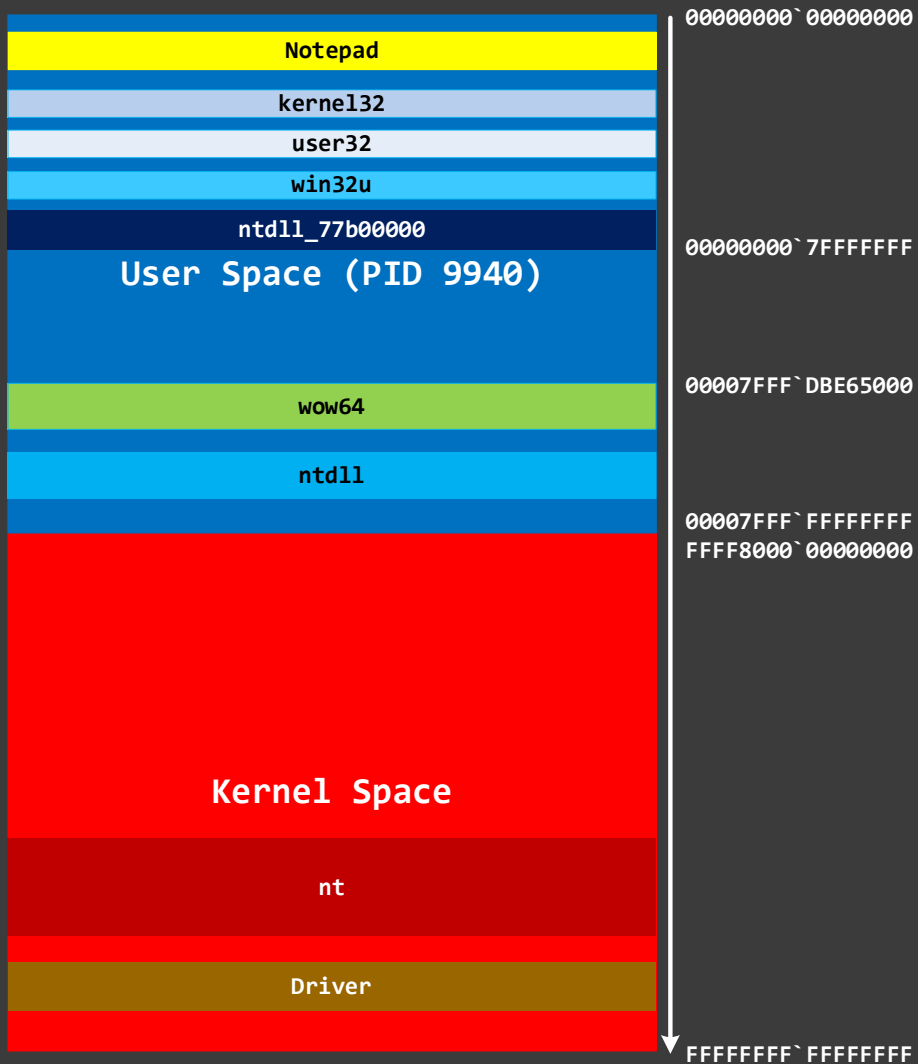 00000000`00000000
Notepad
kernel32
user32
win32u
ntdll_77b00000
00000000`7FFFFFFF
User Space (PID 9940)
00007FFF`DBE65000
wow64
ntdll
00007FFF`FFFFFFFF
FFFF8000`00000000
Kernel Space
nt
Driver
FFFFFFFF`FFFFFFFF